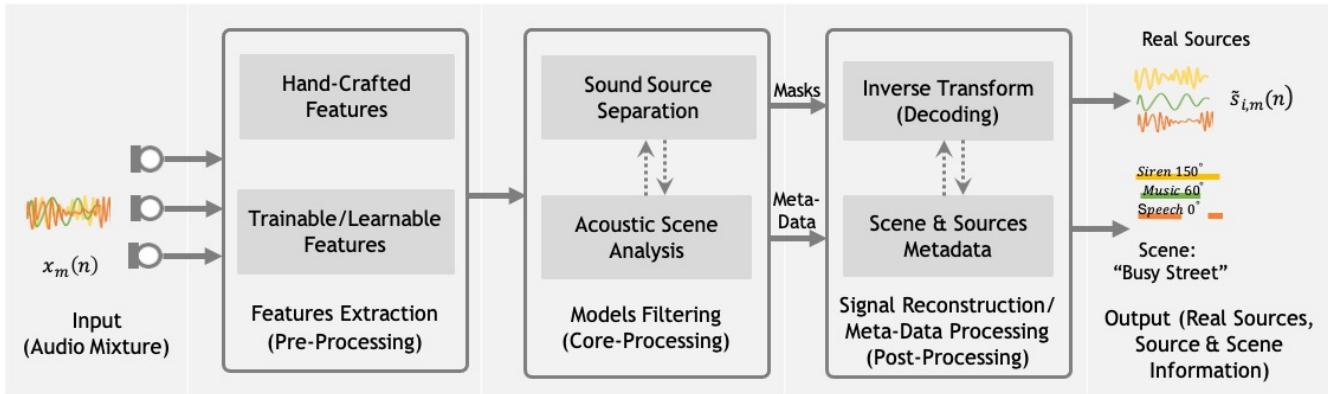 x_m(n)
Input
(Audio Mixture)
Hand-Crafted
Features
Trainable/Learnable
Features
Features Extraction
(Pre-Processing)
Sound Source
Separation
Acoustic Scene
Analysis
Models Filtering
(Core-Processing)
Masks
Meta-
Data
Inverse Transform
(Decoding)
Scene & Sources
Metadata
Signal Reconstruction/
Meta-Data Processing
(Post-Processing)
Real Sources
s̃_{i,m}(n)
Siren 150°
Music 60°
Speech 0°
Scene:
“Busy Street”
Output (Real Sources,
Source & Scene
Information)